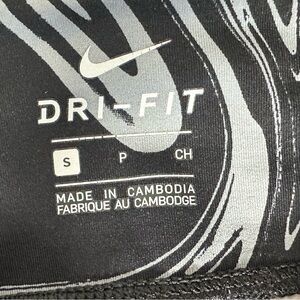 DRI-FIT
S P CH
MADE IN CAMBODIA
FABRIQUE AU CAMBODGE